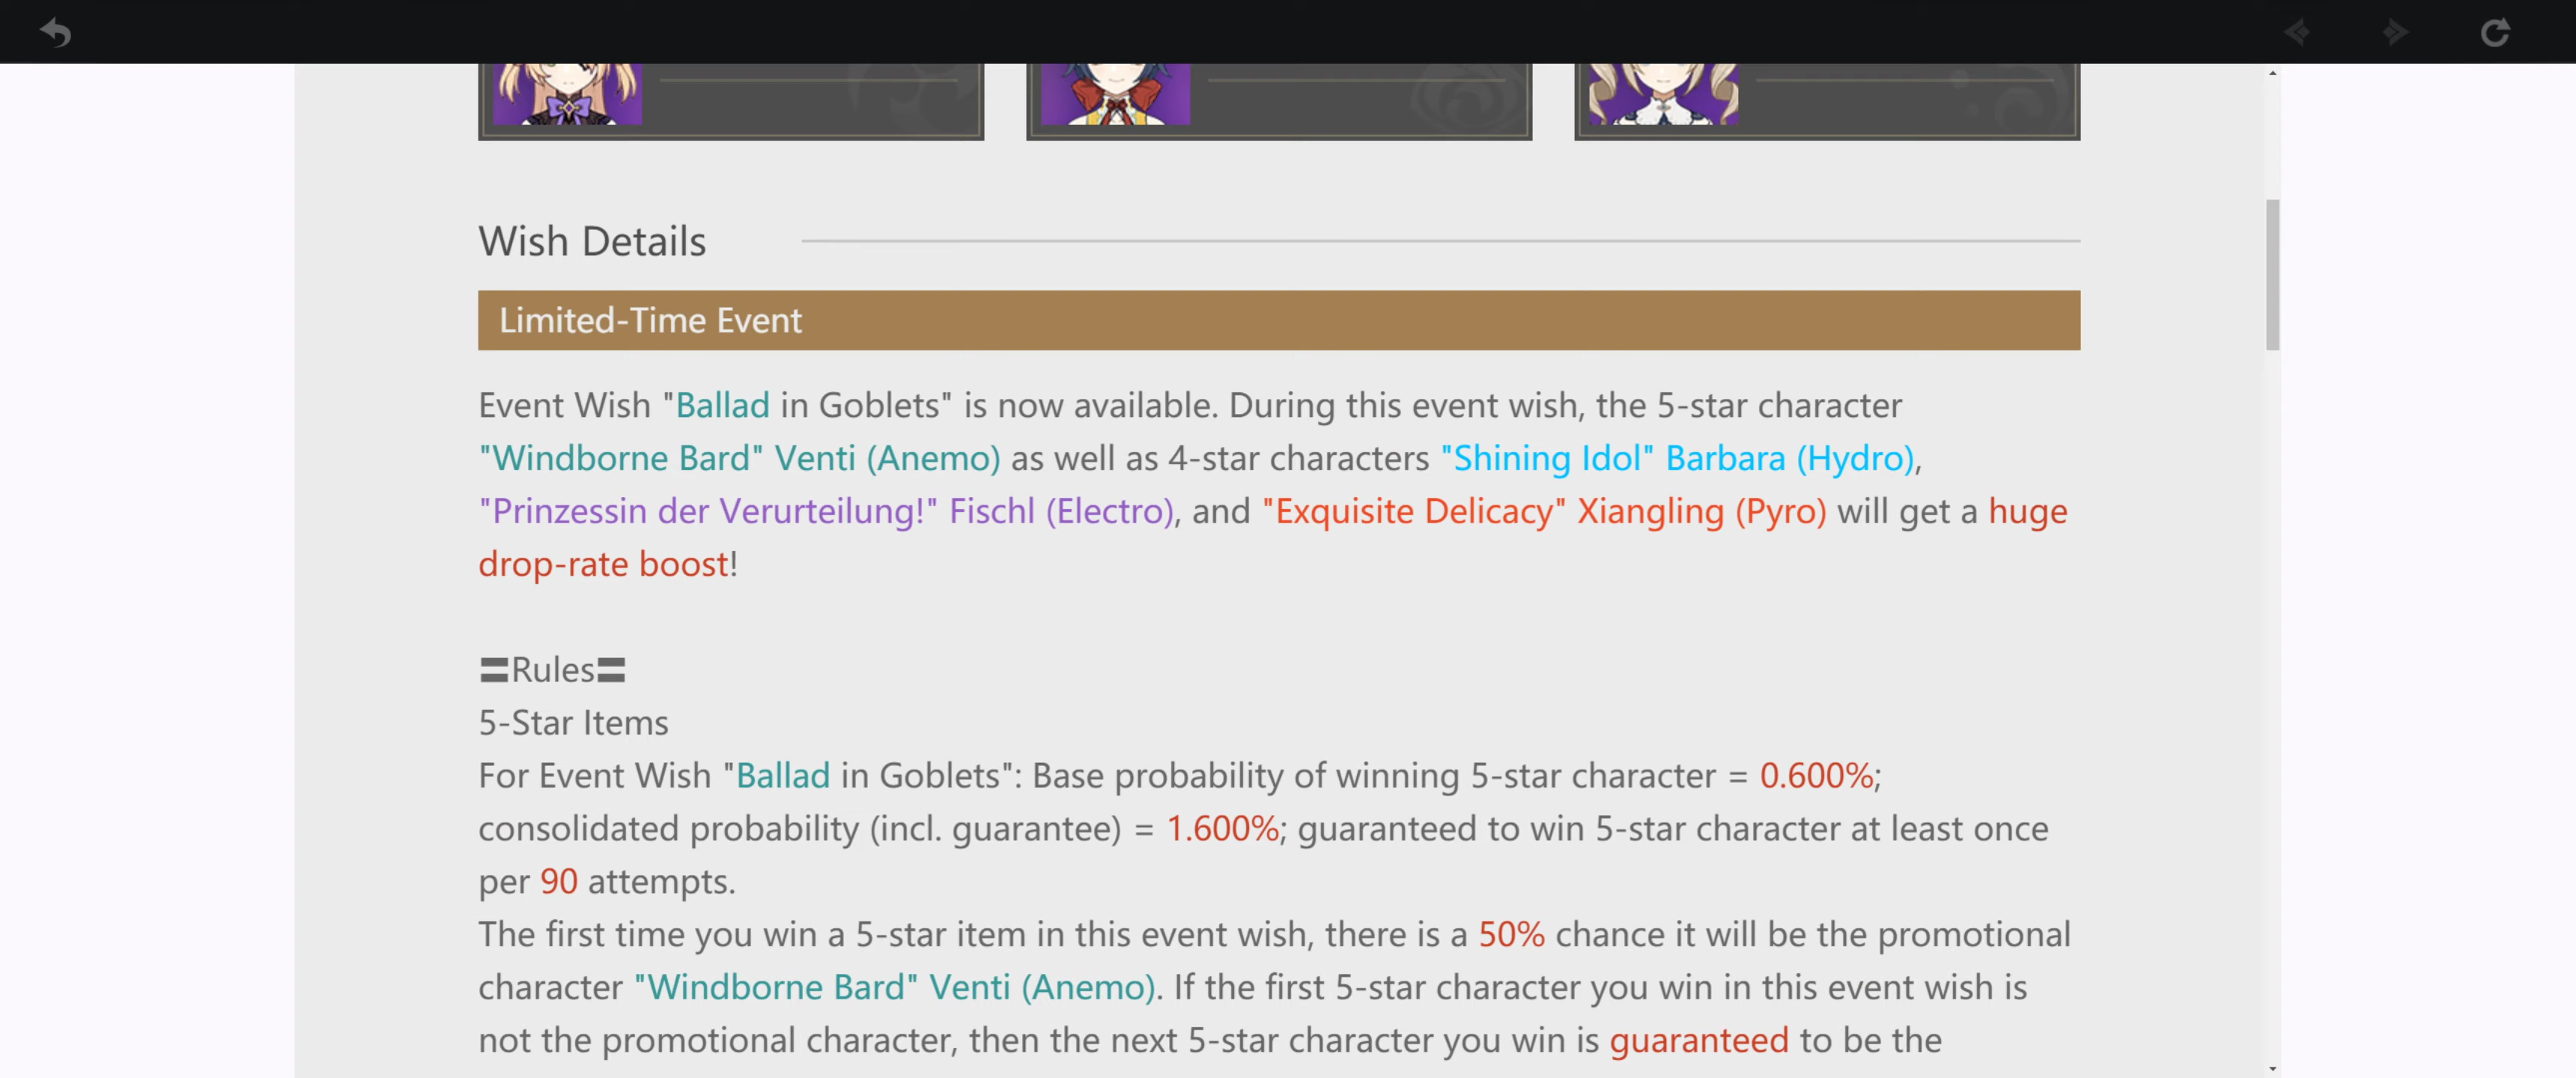 Wish Details
Limited-Time Event
Event Wish "Ballad in Goblets" is now available. During this event wish, the 5-star character
"Windborne Bard" Venti (Anemo) as well as 4-star characters "Shining Idol" Barbara (Hydro),
"Prinzessin der Verurteilung!" Fischl (Electro), and "Exquisite Delicacy" Xiangling (Pyro) will get a huge
drop-rate boost!
〓Rules〓
5-Star Items
For Event Wish "Ballad in Goblets": Base probability of winning 5-star character = 0.600%;
consolidated probability (incl. guarantee) = 1.600%; guaranteed to win 5-star character at least once
per 90 attempts.
The first time you win a 5-star item in this event wish, there is a 50% chance it will be the promotional
character "Windborne Bard" Venti (Anemo). If the first 5-star character you win in this event wish is
not the promotional character, then the next 5-star character you win is guaranteed to be the